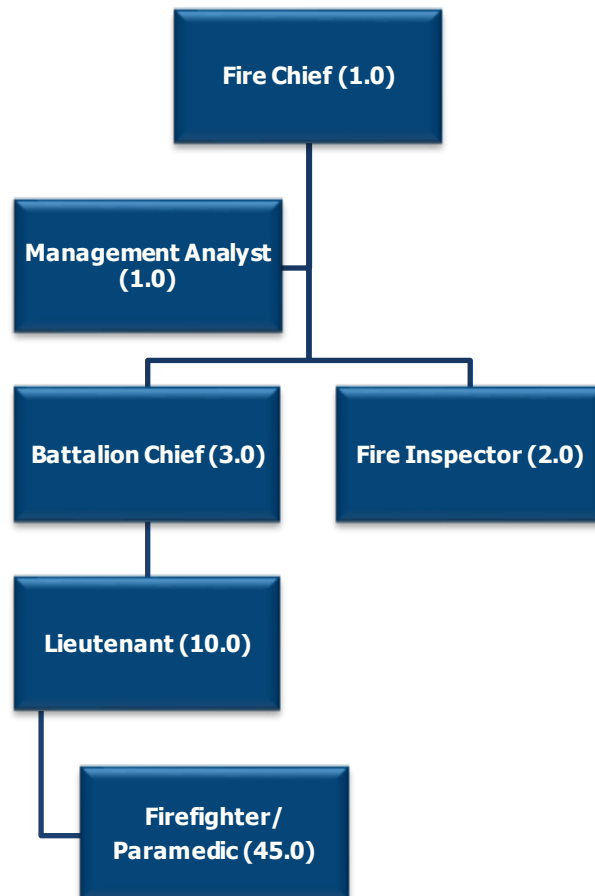 Fire Chief (1.0)
Management Analyst
(1.0)
Battalion Chief (3.0)
Fire Inspector (2.0)
Lieutenant (10.0)
Firefighter/
Paramedic (45.0)